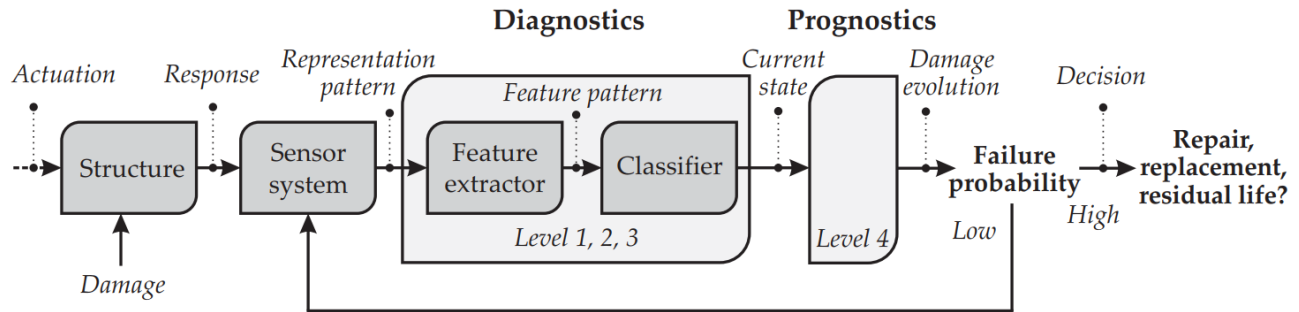 Diagnostics
Prognostics
Actuation
Response
Representation
pattern
Feature pattern
Current
state
Damage
evolution
Decision
Structure
Sensor
system
Feature
extractor
Classifier
Failure
probability
Repair,
replacement,
residual life?
Level 1, 2, 3
Level 4
Low
High
Damage